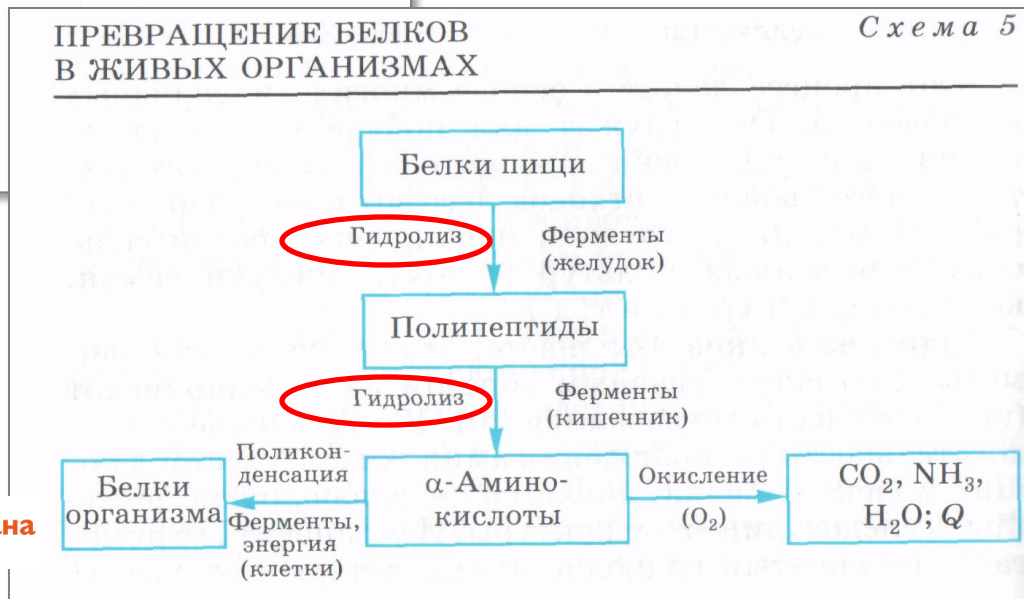 ПРЕВРАЩЕНИЕ БЕЛКОВ
В ЖИВЫХ ОРГАНИЗМАХ
Схема 5
Белки пищи
Гидролиз
Ферменты
(желудок)
Полипептиды
Гидролиз
Ферменты
(кишечник)
Белки
организма
Поликон-
денсация
Ферменты,
энергия
(клетки)
α-Амино-
кислоты
Окисление
(O₂)
CO₂, NH₃,
H₂O; Q
на